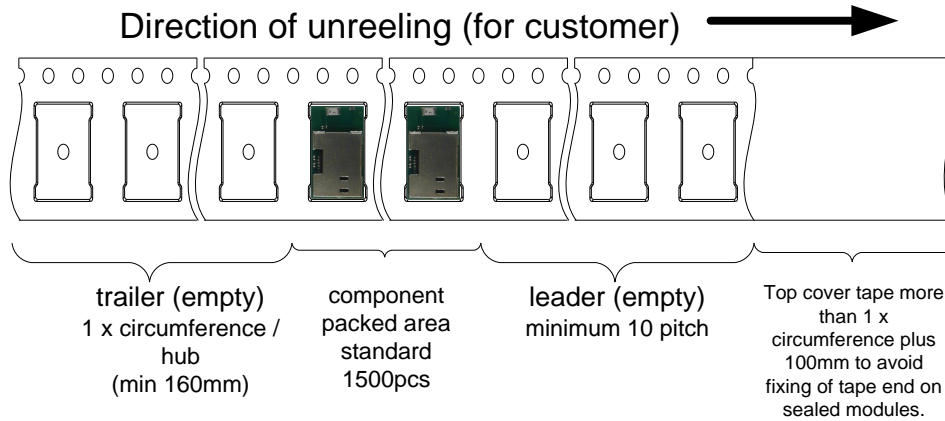 Direction of unreeling (for customer)
trailer (empty)
1 x circumference /
hub
(min 160mm)
component
packed area
standard
1500pcs
leader (empty)
minimum 10 pitch
Top cover tape more
than 1 x
circumference plus
100mm to avoid
fixing of tape end on
sealed modules.